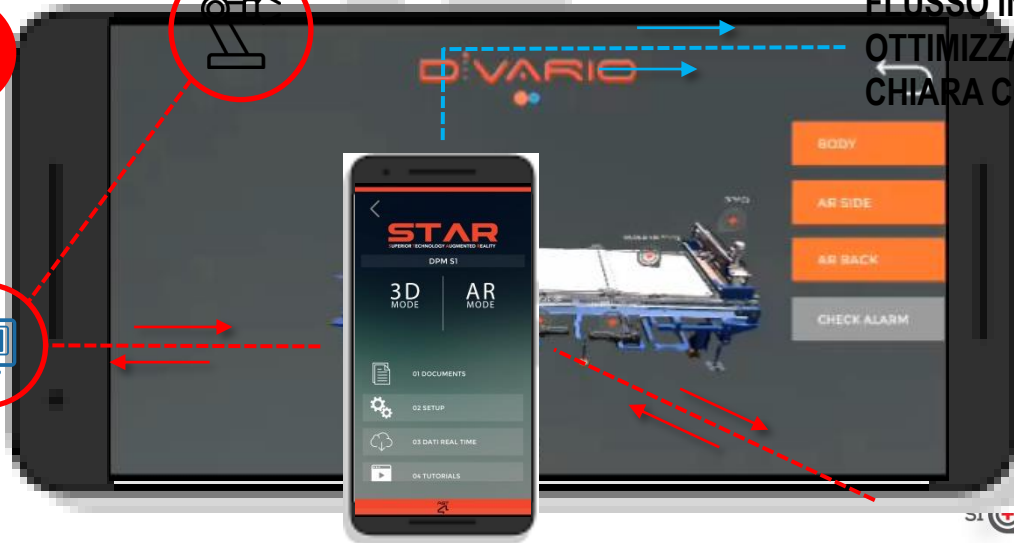 FLUSSO
OTTIMIZZA
CHIARA C
D'VARIO
BODY
AR SIDE
AR BACK
CHECK ALARM
STAR
SUPERIOR TECHNOLOGY AUGMENTED REALITY
DPM S1
3D
MODE
AR
MODE
01 DOCUMENTS
02 SETUP
03 DATI REAL TIME
04 TUTORIALS